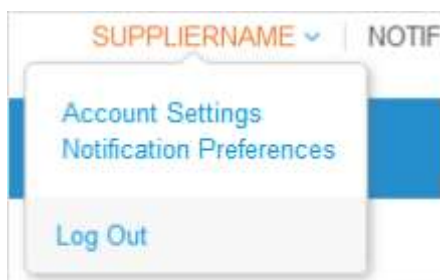 SUPPLIERNAME NOTIF
Account Settings
Notification Preferences
Log Out